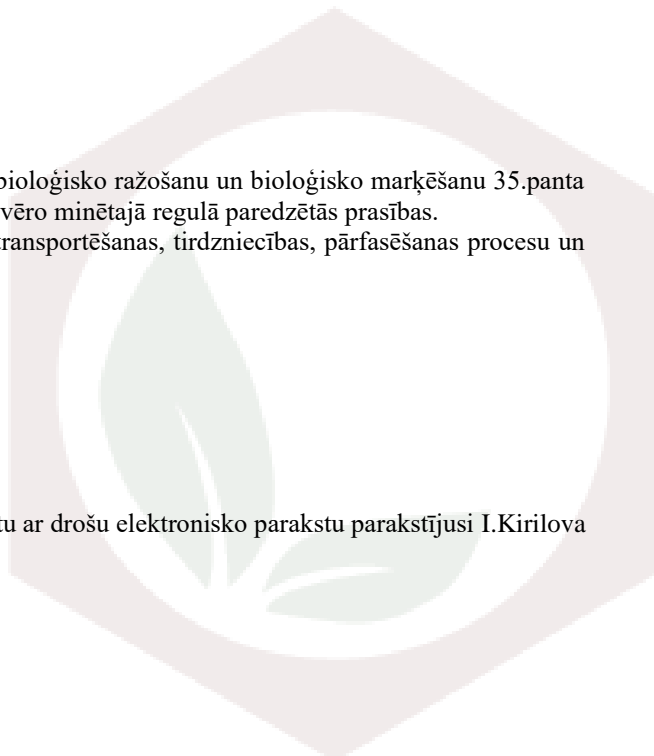 bioloģisko ražošanu un bioloģisko marķēšanu 35.panta
vēro minētajā regulā paredzētās prasības.
transportēšanas, tirdzniecības, pārfasēšanas procesu un
tu ar drošu elektronisko parakstu parakstījusi I.Kirilova